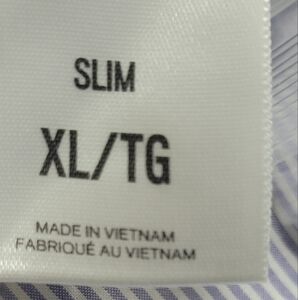 SLIM
XL/TG
MADE IN VIETNAM
FABRIQUÉ AU VIETNAM